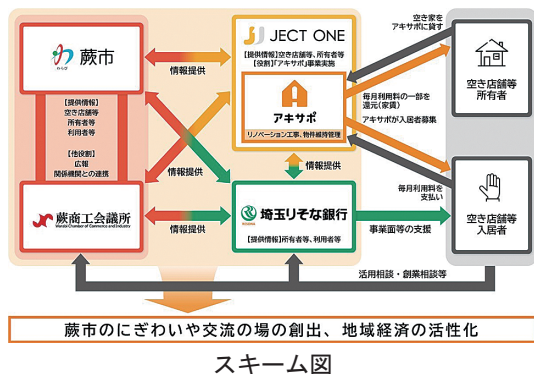 蕨市
わらび
【提供情報】
空き店舗等
所有者等
利用者等
【他役割】
広報
関係機関との連携
蕨商工会議所
Warabi Chamber of Commerce and Industry
情報提供
情報提供
情報提供
情報提供
情報提供
JECT ONE
【提供情報】空き店舗等、所有者等
【役割】「アキサポ」事業実施
アキサポ
リノベーション工事、物件維持管理
埼玉りそな銀行
RESONA
【提供情報】所有者等、利用者等
空き家を
アキサポに貸す
毎月利用料の一部を
還元(家賃)
アキサポが入居者募集
毎月利用料を
支払い
事業面等の支援
空き店舗等
所有者
空き店舗等
入居者
活用相談・創業相談等
蕨市のにぎわいや交流の場の創出、地域経済の活性化
スキーム図